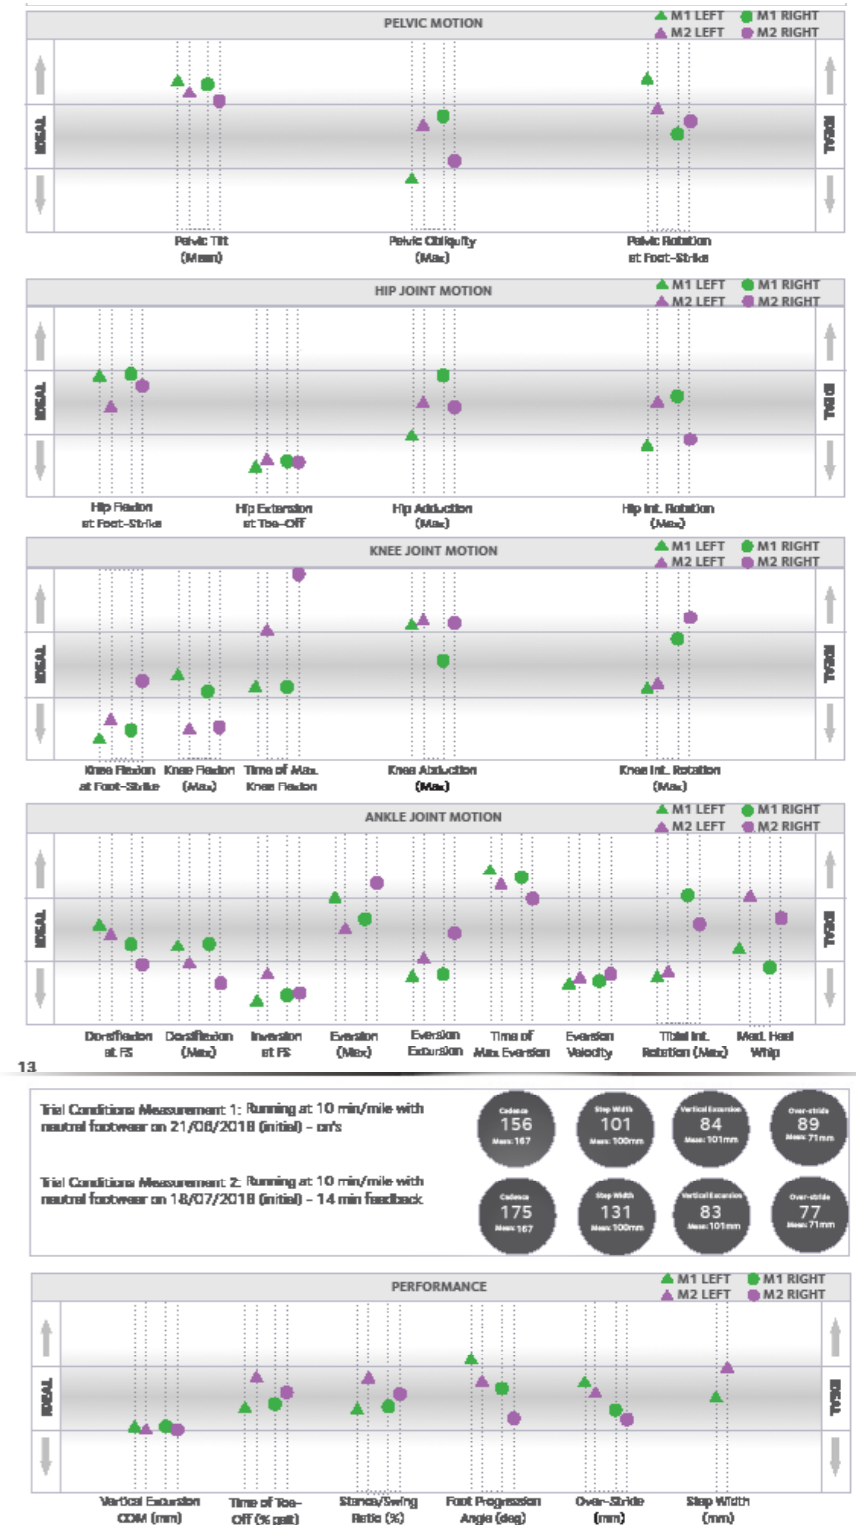 PELVIC MOTION
M1 LEFT M1 RIGHT
M2 LEFT M2 RIGHT
IDEAL IDEAL
Pelvic Tilt Pelvic Obliquity Pelvic Rotation
(Mean) (Max) at Foot-Strike
HIP JOINT MOTION
M1 LEFT M1 RIGHT
M2 LEFT M2 RIGHT
IDEAL IDEAL
Hip Flexion Hip Extension Hip Adduction Hip Int. Rotation
at Foot-Strike at Toe-Off (Max) (Max)
KNEE JOINT MOTION
M1 LEFT M1 RIGHT
M2 LEFT M2 RIGHT
IDEAL IDEAL
Knee Flexion Knee Flexion Time of Max. Knee Abduction Knee Int. Rotation
at Foot-Strike (Max) Knee Flexion (Max) (Max)
ANKLE JOINT MOTION
M1 LEFT M1 RIGHT
M2 LEFT M2 RIGHT
IDEAL IDEAL
Dorsiflexion Dorsiflexion Inversion Eversion Eversion Time of Eversion Tibial Int. Med. Heel
at FS (Max) at FS (Max) Excursion Max Eversion Velocity Rotation (Max) Whip
13
Trial Conditions Measurement 1: Running at 10 min/mile with
neutral footwear on 21/06/2018 (initial) - on's
Cadence Step Width Vertical Excursion Over-stride
156 101 84 89
Mean: 167 Mean: 100mm Mean: 101mm Mean: 71mm
Trial Conditions Measurement 2: Running at 10 min/mile with
neutral footwear on 18/07/2018 (initial) - 14 min feedback
Cadence Step Width Vertical Excursion Over-stride
175 131 83 77
Mean: 167 Mean: 100mm Mean: 101mm Mean: 71mm
PERFORMANCE
M1 LEFT M1 RIGHT
M2 LEFT M2 RIGHT
IDEAL IDEAL
Vertical Excursion Time of Toe- Stance/Swing Foot Progression Over-Stride Step Width
COM (mm) Off (% gait) Ratio (%) Angle (deg) (mm) (mm)